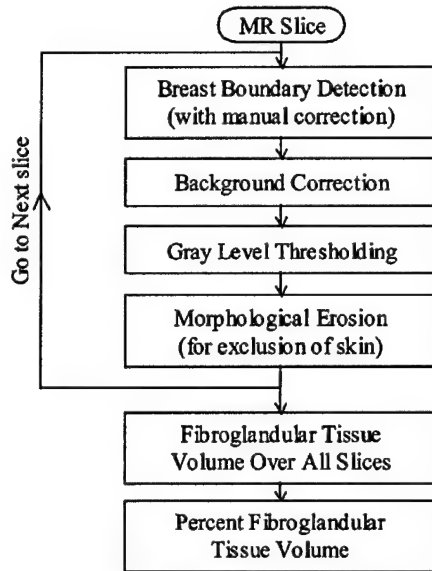 MR Slice
Breast Boundary Detection
(with manual correction)
Background Correction
Gray Level Thresholding
Morphological Erosion
(for exclusion of skin)
Go to Next slice
Fibroglandular Tissue
Volume Over All Slices
Percent Fibroglandular
Tissue Volume